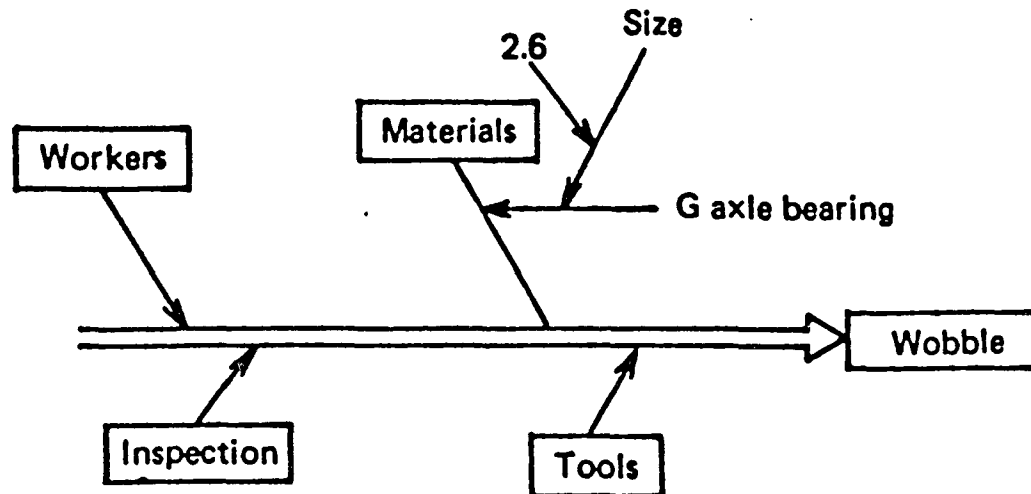 Size
2.6
Materials
Workers
G axle bearing
Wobble
Inspection
Tools